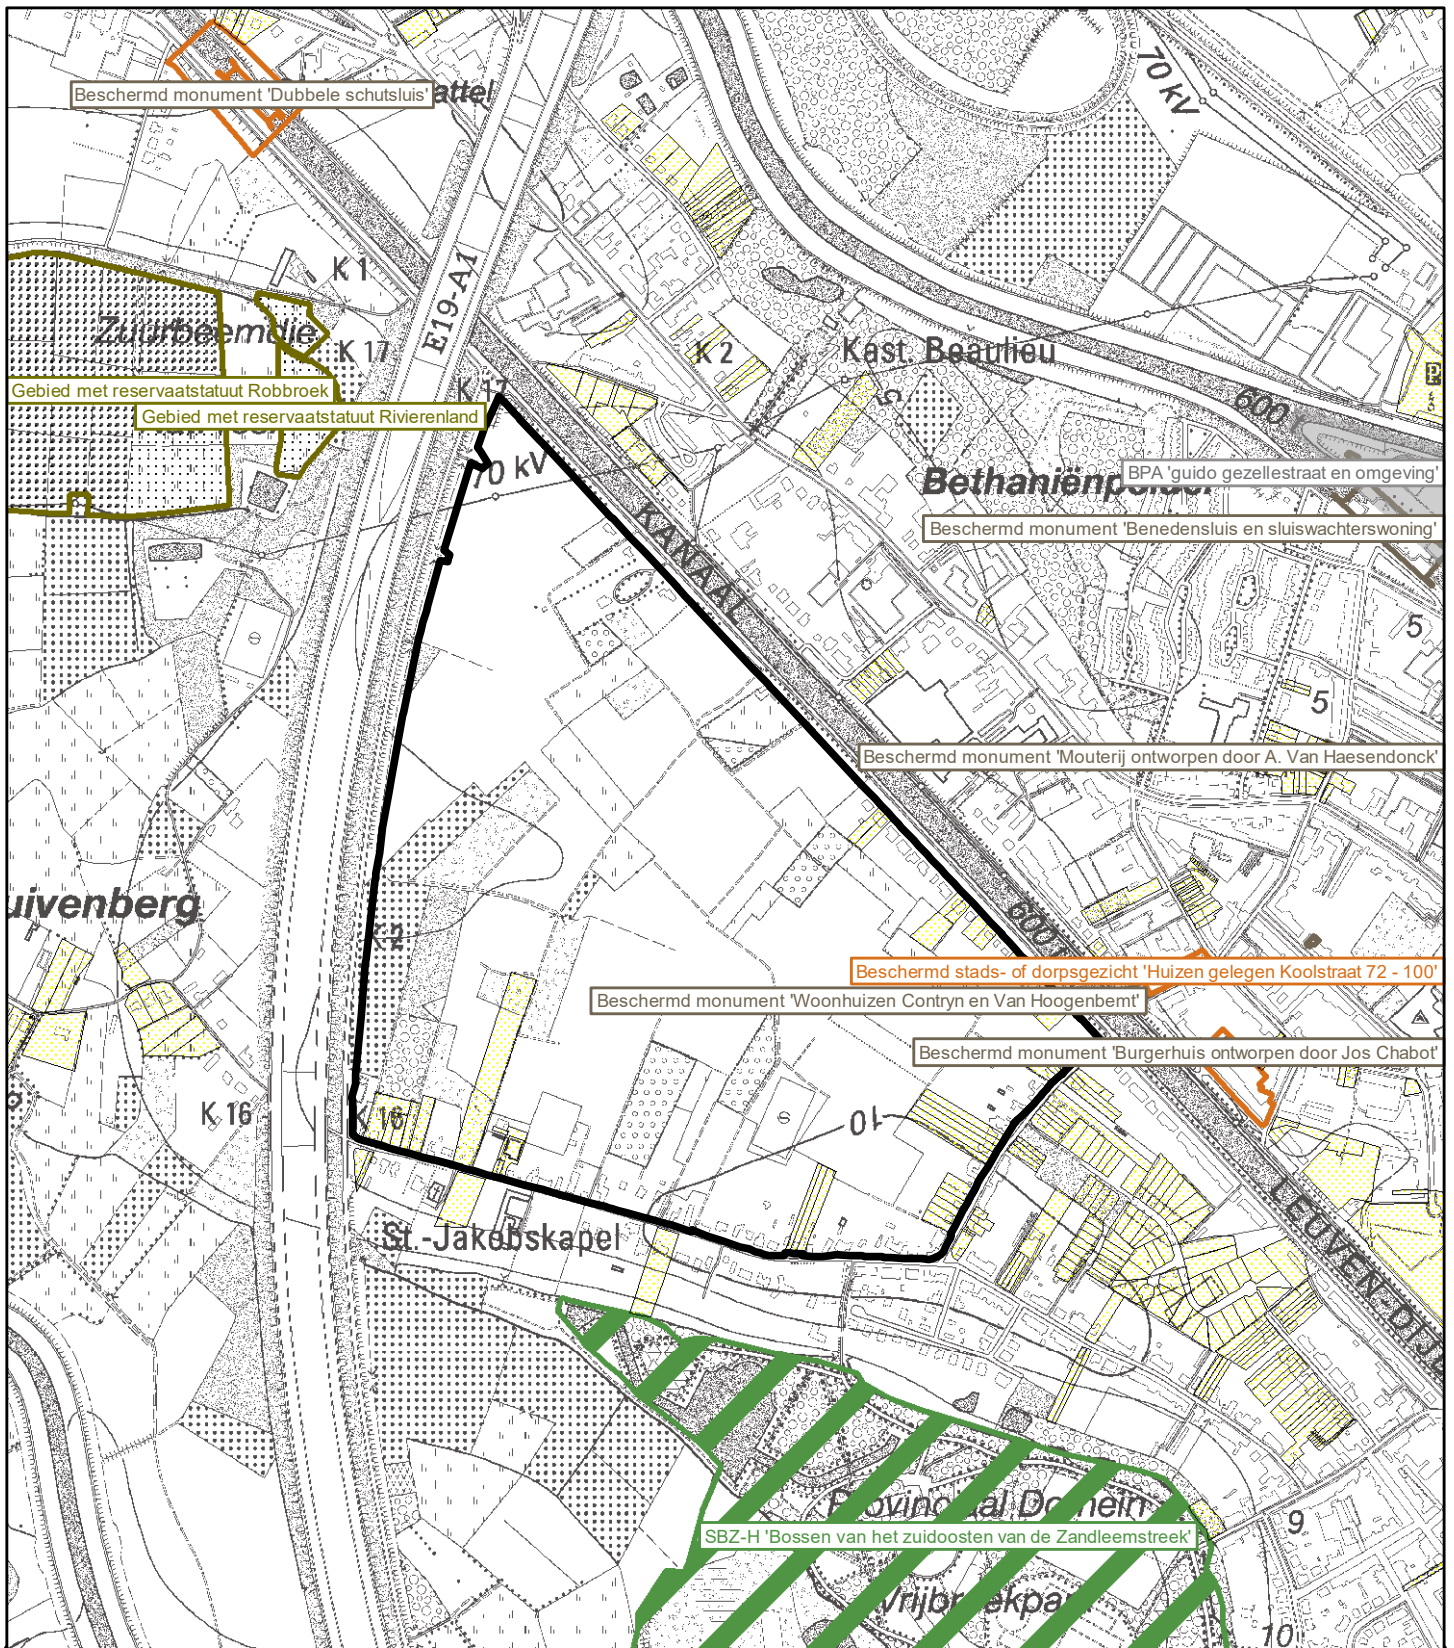 70 kV
Beschermd monument 'Dubbele schutsluis'
attel
K 1
E19-A1
Zuurbeemdie
K 17
K 2
Kast. Beaulieu
Gebied met reservaatstatuut Robbroek
K 17
Gebied met reservaatstatuut Rivierenland
600
70 kV
BPA 'guido gezellestraat en omgeving'
Beschermd monument 'Benedensluis en sluiswachterswoning'
KANAAL
5
5
Beschermd monument 'Mouterij ontworpen door A. Van Haesendonck'
uivenberg
K 2
600
Beschermd stads- of dorpsgezicht 'Huizen gelegen Koolstraat 72 - 100'
Beschermd monument 'Woonhuizen Contryn en Van Hoogenbemt'
Beschermd monument 'Burgerhuis ontworpen door Jos Chabot'
K 16
K 16
10
LEUVEN-DIJ
St.-Jakobskapel
Provinciaal Domein
9
SBZ-H 'Bossen van het zuidoosten van de Zandleemstreek'
10